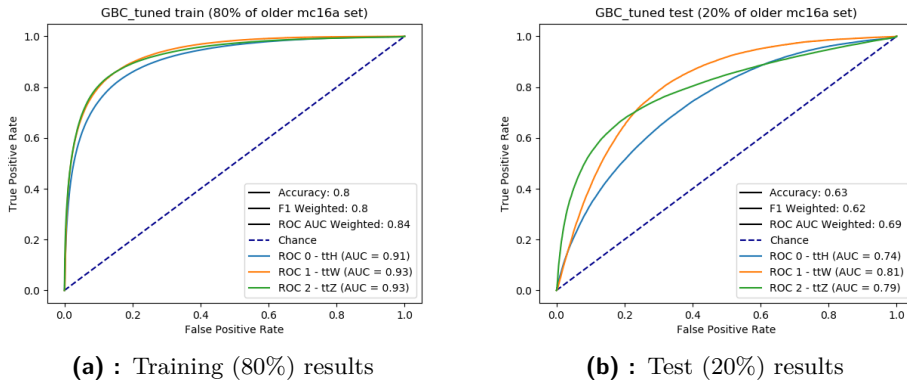 GBC_tuned train (80% of older mc16a set)
1.0
0.8
0.6
0.4
0.2
0.0
True Positive Rate
0.0 0.2 0.4 0.6 0.8 1.0
False Positive Rate
Accuracy: 0.8
F1 Weighted: 0.8
ROC AUC Weighted: 0.84
Chance
ROC 0 - ttH (AUC = 0.91)
ROC 1 - ttW (AUC = 0.93)
ROC 2 - ttZ (AUC = 0.93)
(a) : Training (80%) results
GBC_tuned test (20% of older mc16a set)
1.0
0.8
0.6
0.4
0.2
0.0
True Positive Rate
0.0 0.2 0.4 0.6 0.8 1.0
False Positive Rate
Accuracy: 0.63
F1 Weighted: 0.62
ROC AUC Weighted: 0.69
Chance
ROC 0 - ttH (AUC = 0.74)
ROC 1 - ttW (AUC = 0.81)
ROC 2 - ttZ (AUC = 0.79)
(b) : Test (20%) results